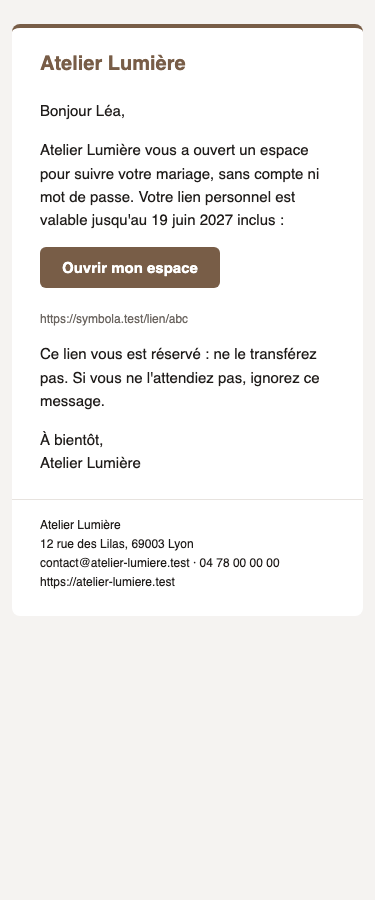 Atelier Lumière
Bonjour Léa,
Atelier Lumière vous a ouvert un espace
pour suivre votre mariage, sans compte ni
mot de passe. Votre lien personnel est
valable jusqu'au 19 juin 2027 inclus :
Ouvrir mon espace
https://symbola.test/lien/abc
Ce lien vous est réservé : ne le transférez
pas. Si vous ne l'attendiez pas, ignorez ce
message.
À bientôt,
Atelier Lumière
Atelier Lumière
12 rue des Lilas, 69003 Lyon
contact@atelier-lumiere.test · 04 78 00 00 00
https://atelier-lumiere.test